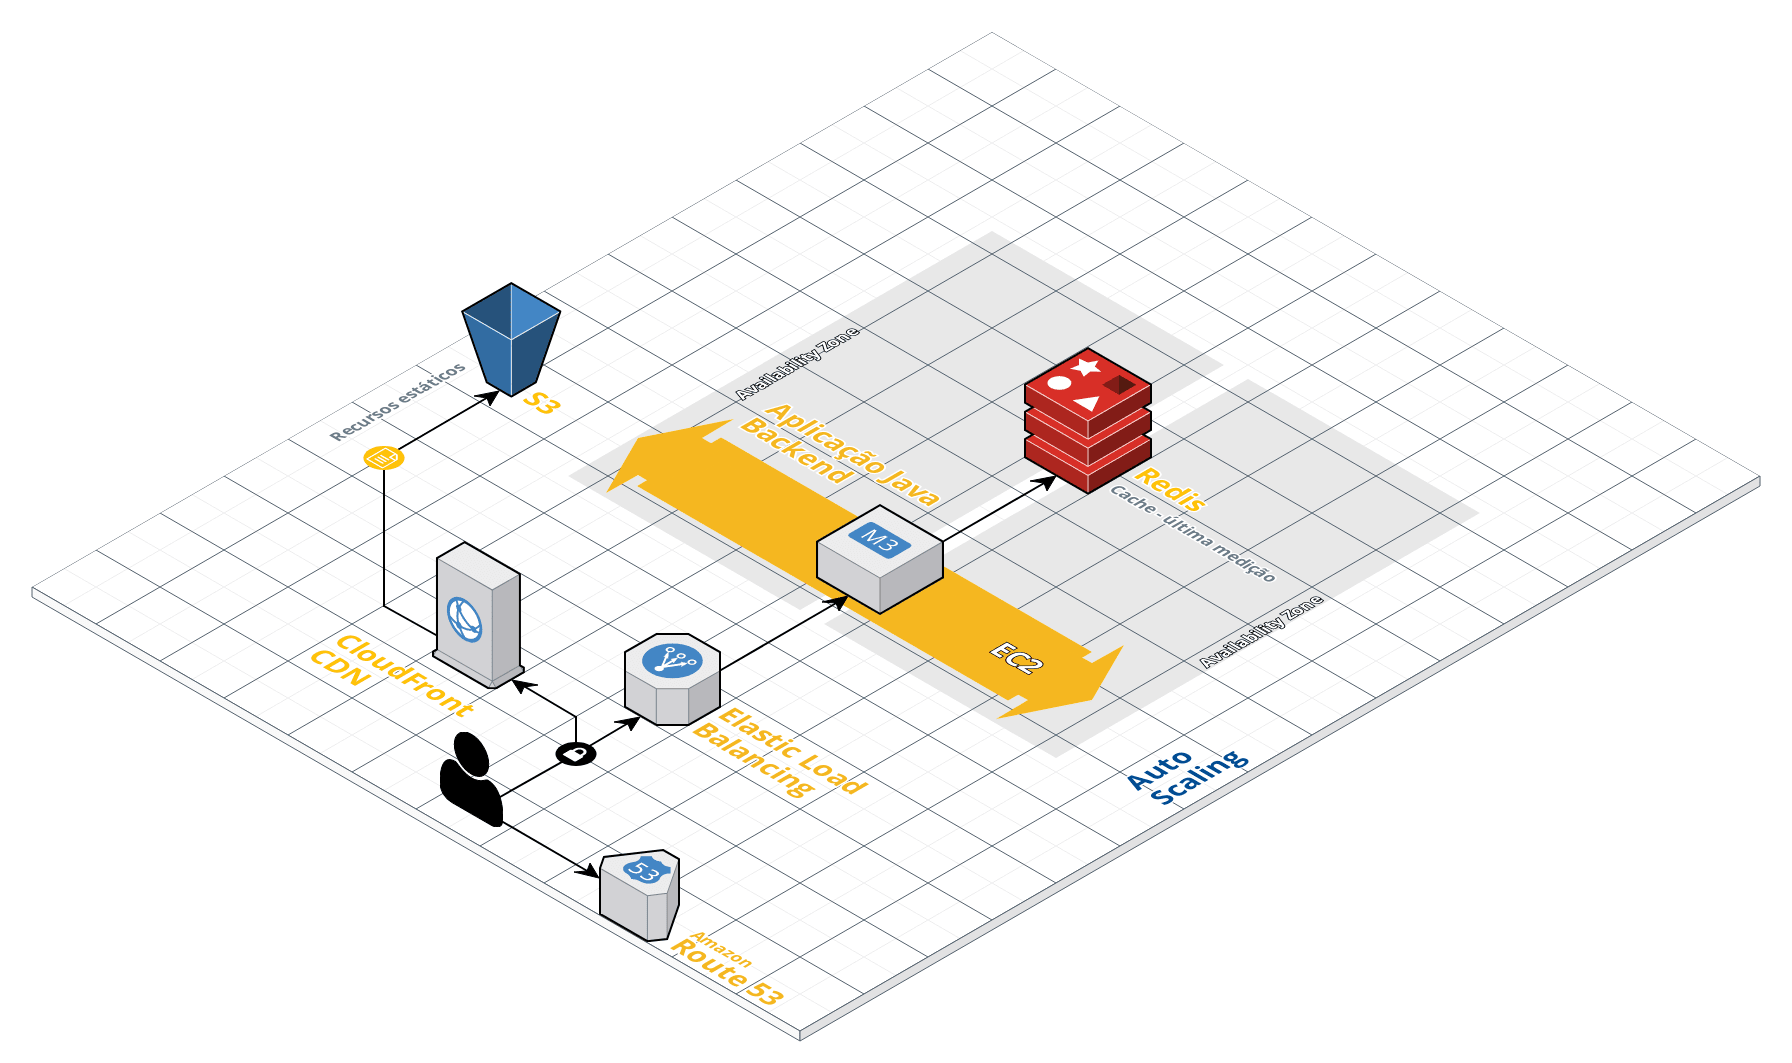 Availability Zone
Recursos estáticos
S3
Aplicação Java
Backend
M3
Redis
Cache - última medição
Availability Zone
EC2
CloudFront
CDN
Elastic Load
Balancing
Auto
Scaling
53
Amazon
Route 53